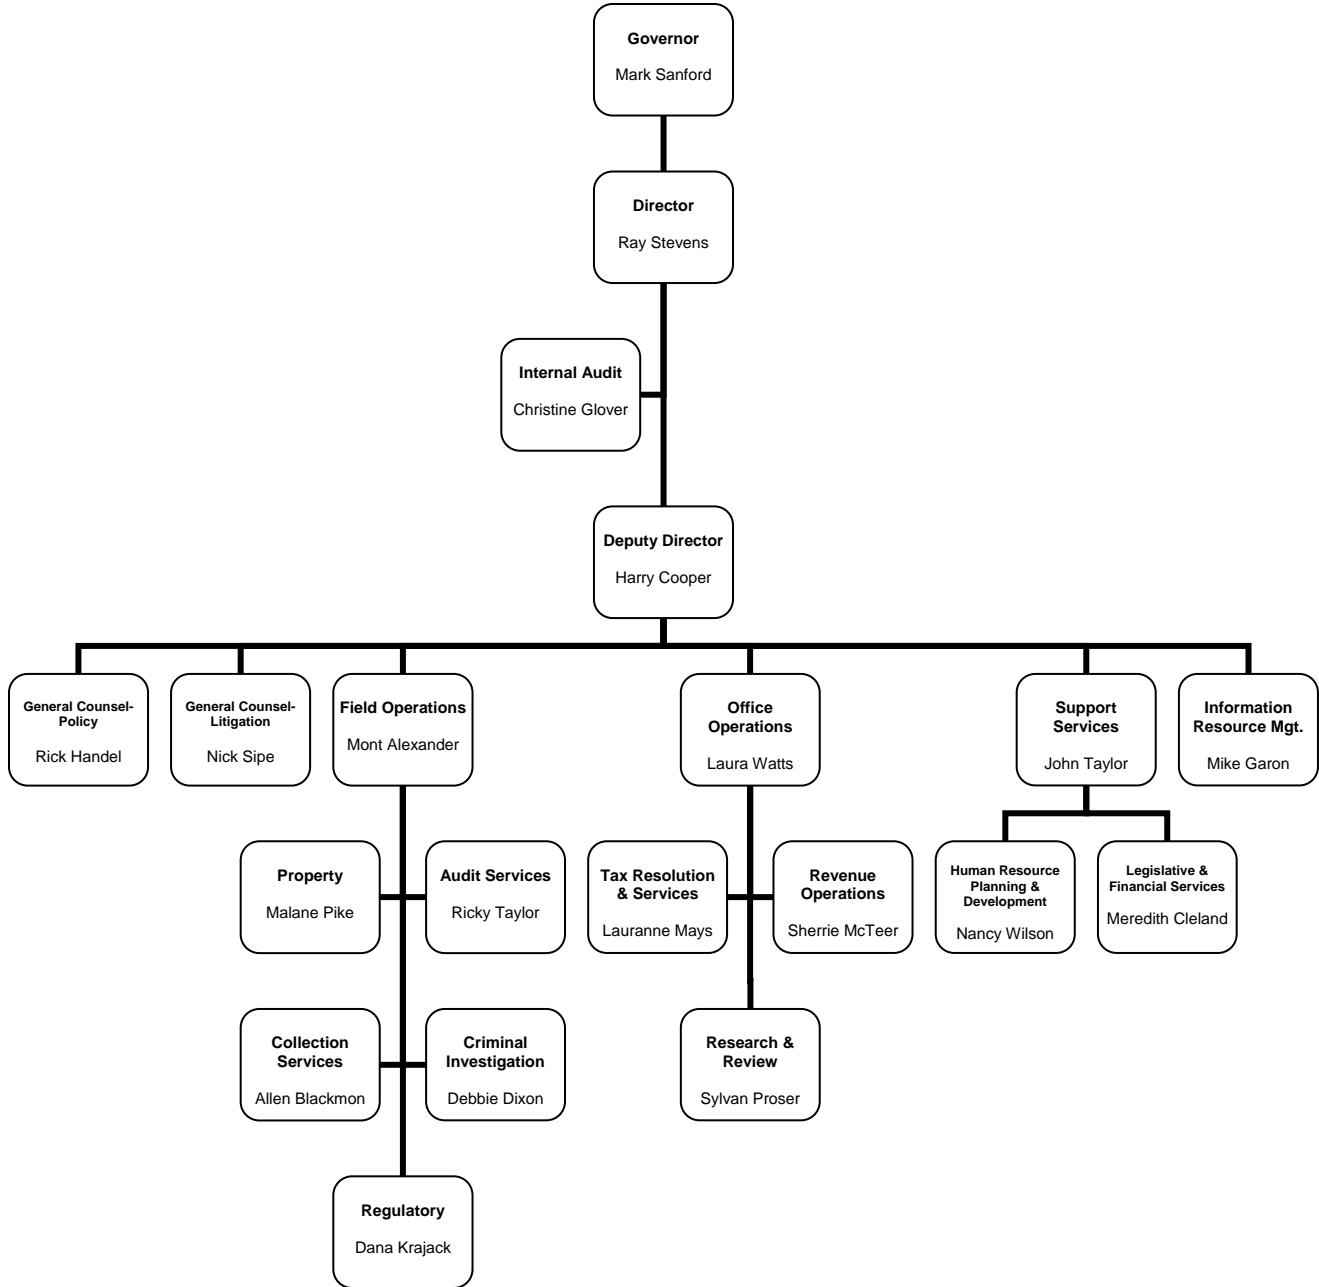 Governor
Mark Sanford
Director
Ray Stevens
Internal Audit
Christine Glover
Deputy Director
Harry Cooper
General Counsel-
Policy
Rick Handel
General Counsel-
Litigation
Nick Sipe
Field Operations
Mont Alexander
Office
Operations
Laura Watts
Support
Services
John Taylor
Information
Resource Mgt.
Mike Garon
Property
Malane Pike
Audit Services
Ricky Taylor
Tax Resolution
& Services
Lauranne Mays
Revenue
Operations
Sherrie McTeer
Human Resource
Planning &
Development
Nancy Wilson
Legislative &
Financial Services
Meredith Cleland
Collection
Services
Allen Blackmon
Criminal
Investigation
Debbie Dixon
Research &
Review
Sylvan Proser
Regulatory
Dana Krajack